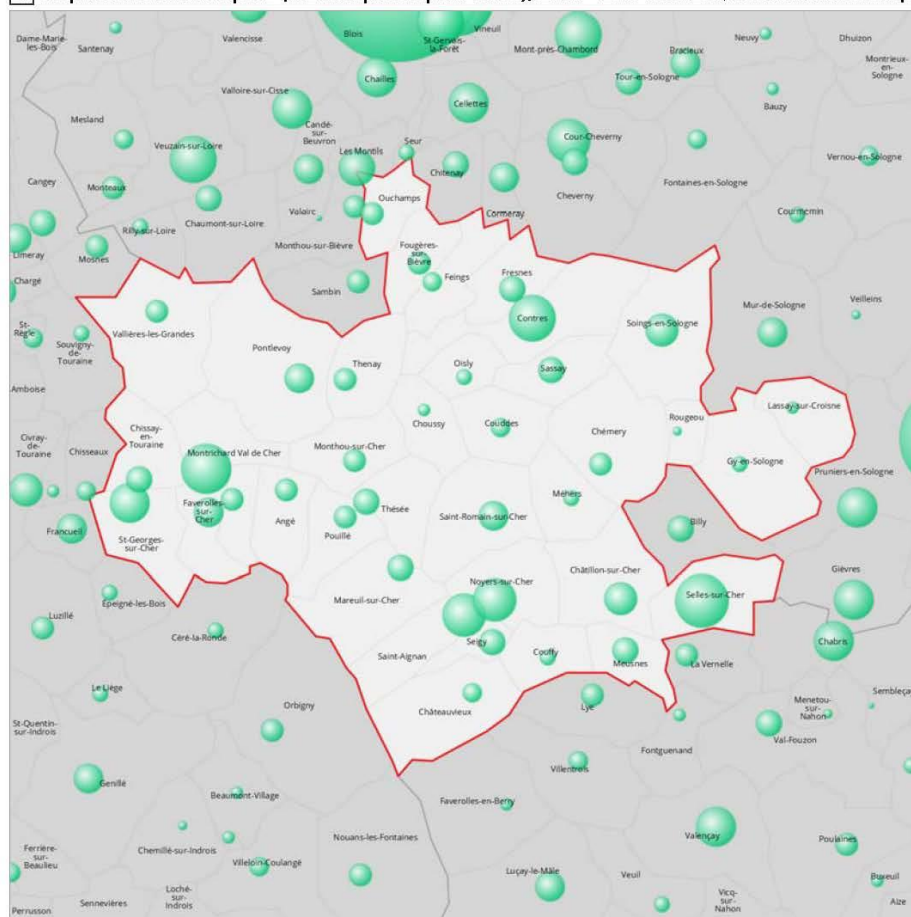 Dame-Marie-
les-Bois
Santenay
Valencisse
Blois
St-Gervais-
la-Forêt
Vineuil
Mont-près-Chambord
Neuvy
Dhuizon
Bracieux
Montrieux-
en-
Sologne
Chailles
Tour-en-Sologne
Valloire-sur-Cisse
Cellettes
Bauzy
Mesland
Candé-
sur-
Beuvron
Veuzain-sur-Loire
Les Montils
Seur
Cour-Cheverny
Vernou-en-Sologne
Chitenay
Cangey
Monteaux
Fontaines-en-Sologne
Cheverny
Ouchamps
Valaire
Cormeray
Courmemin
Rilly-sur-Loire
Chaumont-sur-Loire
Monthou-sur-Bièvre
Limeray
Mosnes
Fougères-
sur-
Bièvre
Chargé
Feings
Fresnes
Sambin
Mur-de-Sologne
Veilleins
St-
Règle
Contres
Soings-en-Sologne
Vallières-les-Grandes
Souvigny-
de-
Touraine
Pontlevoy
Thenay
Oisly
Sassay
Amboise
Lassay-sur-Croisne
Rougeou
Choussy
Couddes
Chissay-
en-
Touraine
Chémery
Civray-
de-
Touraine
Chisseaux
Montrichard Val de Cher
Monthou-sur-Cher
Gy-en-Sologne
Pruniers-en-Sologne
Méhers
Faverolles-
sur-
Cher
Thésée
Angé
Saint-Romain-sur-Cher
Francueil
St-Georges-
sur-Cher
Pouillé
Billy
Châtillon-sur-Cher
Gièvres
Noyers-sur-Cher
Épeigné-les-Bois
Mareuil-sur-Cher
Selles-sur-Cher
Luzillé
Céré-la-Ronde
Seigy
Chabris
Saint-Aignan
Couffy
Meusnes
La Vernelle
Le Liège
Orbigny
Châteauvieux
Lye
Menetou-
sur-
Nahon
St-Quentin-
sur-Indrois
Val-Fouzon
Fontguenand
Villentrois
Genillé
Beaumont-Village
Faverolles-en-Berry
Nouans-les-Fontaines
Valençay
Poulaines
Ferrière-
sur-
Beaulieu
Chemillé-sur-Indrois
Villeloin-Coulangé
Luçay-le-Mâle
Veuil
Buxeuil
Loché-
sur-
Indrois
Vicq-
sur-
Nahon
Perrusson
Sennevières
Aize